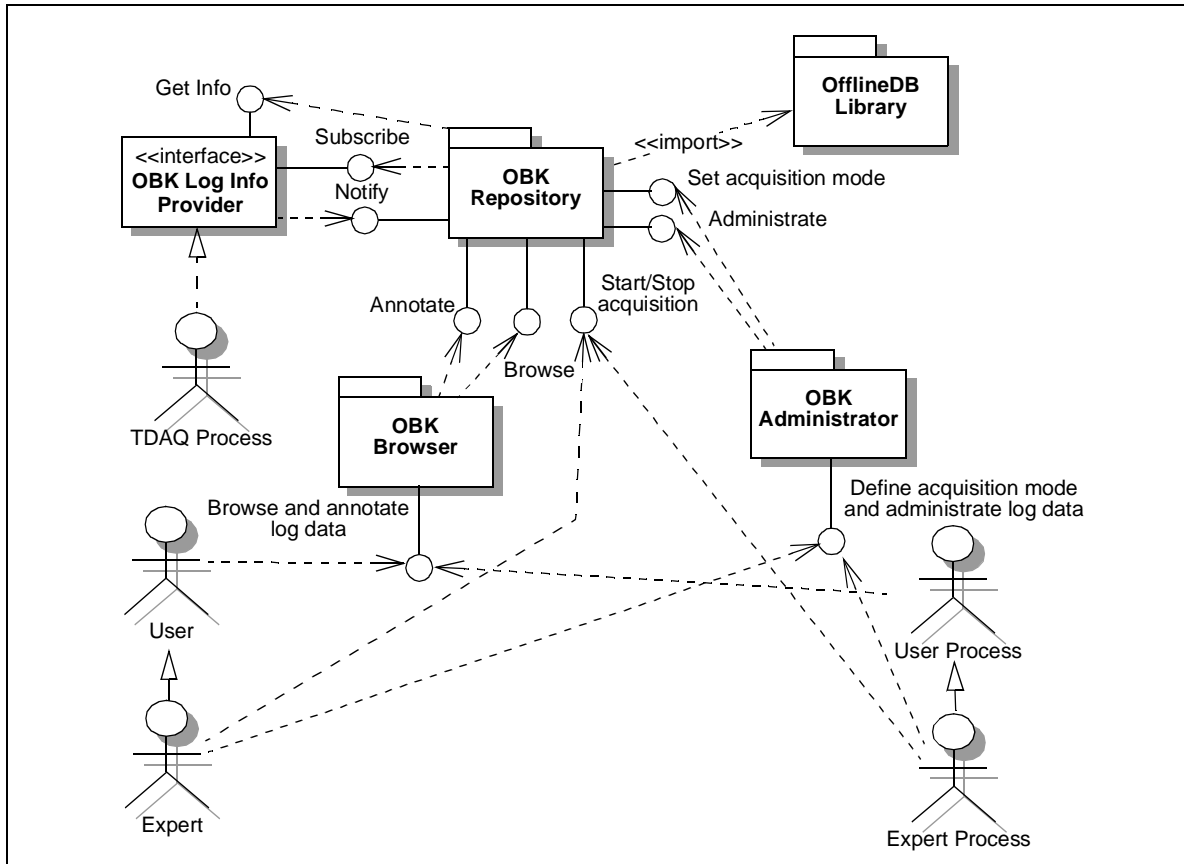 Get Info
OfflineDB
Library
Subscribe
<<import>>
<<interface>>
OBK Log Info
Provider
Notify
OBK
Repository
Set acquisition mode
Administrate
Annotate
Start/Stop
acquisition
Browse
TDAQ Process
OBK
Browser
OBK
Administrator
Browse and annotate
log data
Define acquisition mode
and administrate log data
User
User Process
Expert
Expert Process